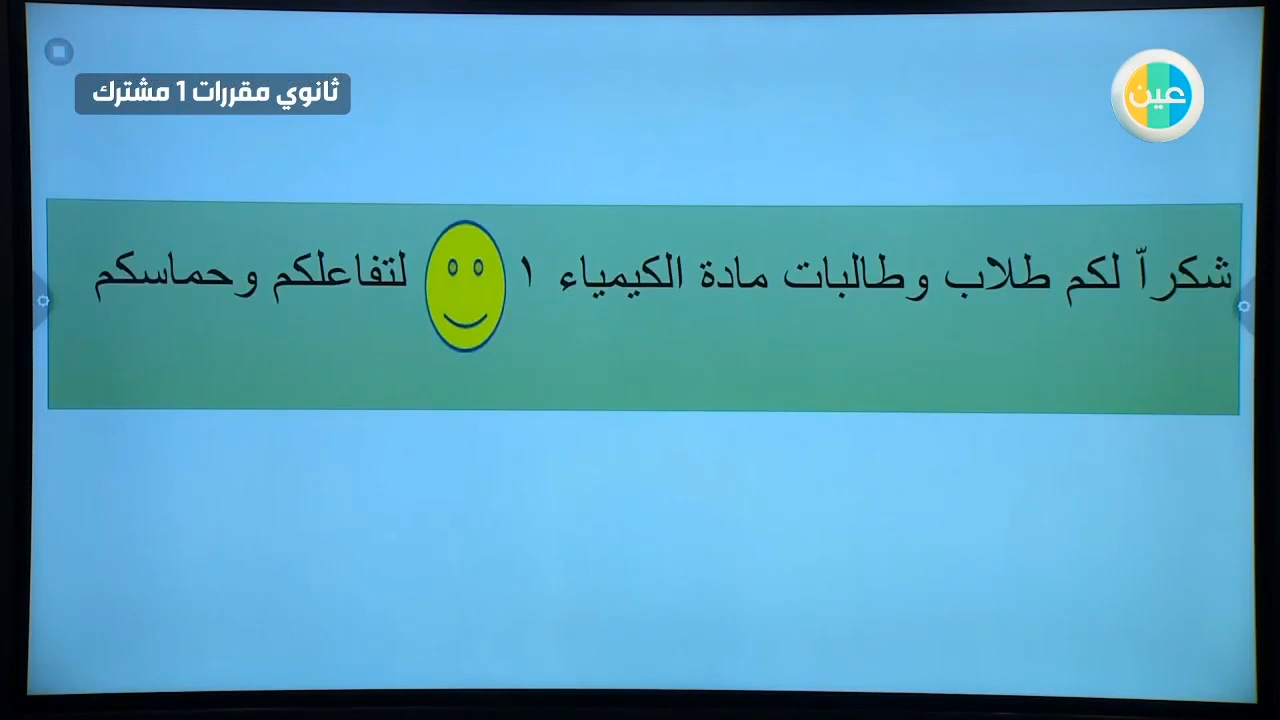 عين
ثانوي مقررات 1 مشترك
شكراّ لكم طلاب وطالبات مادة الكيمياء ١ لتفاعلكم وحماسكم